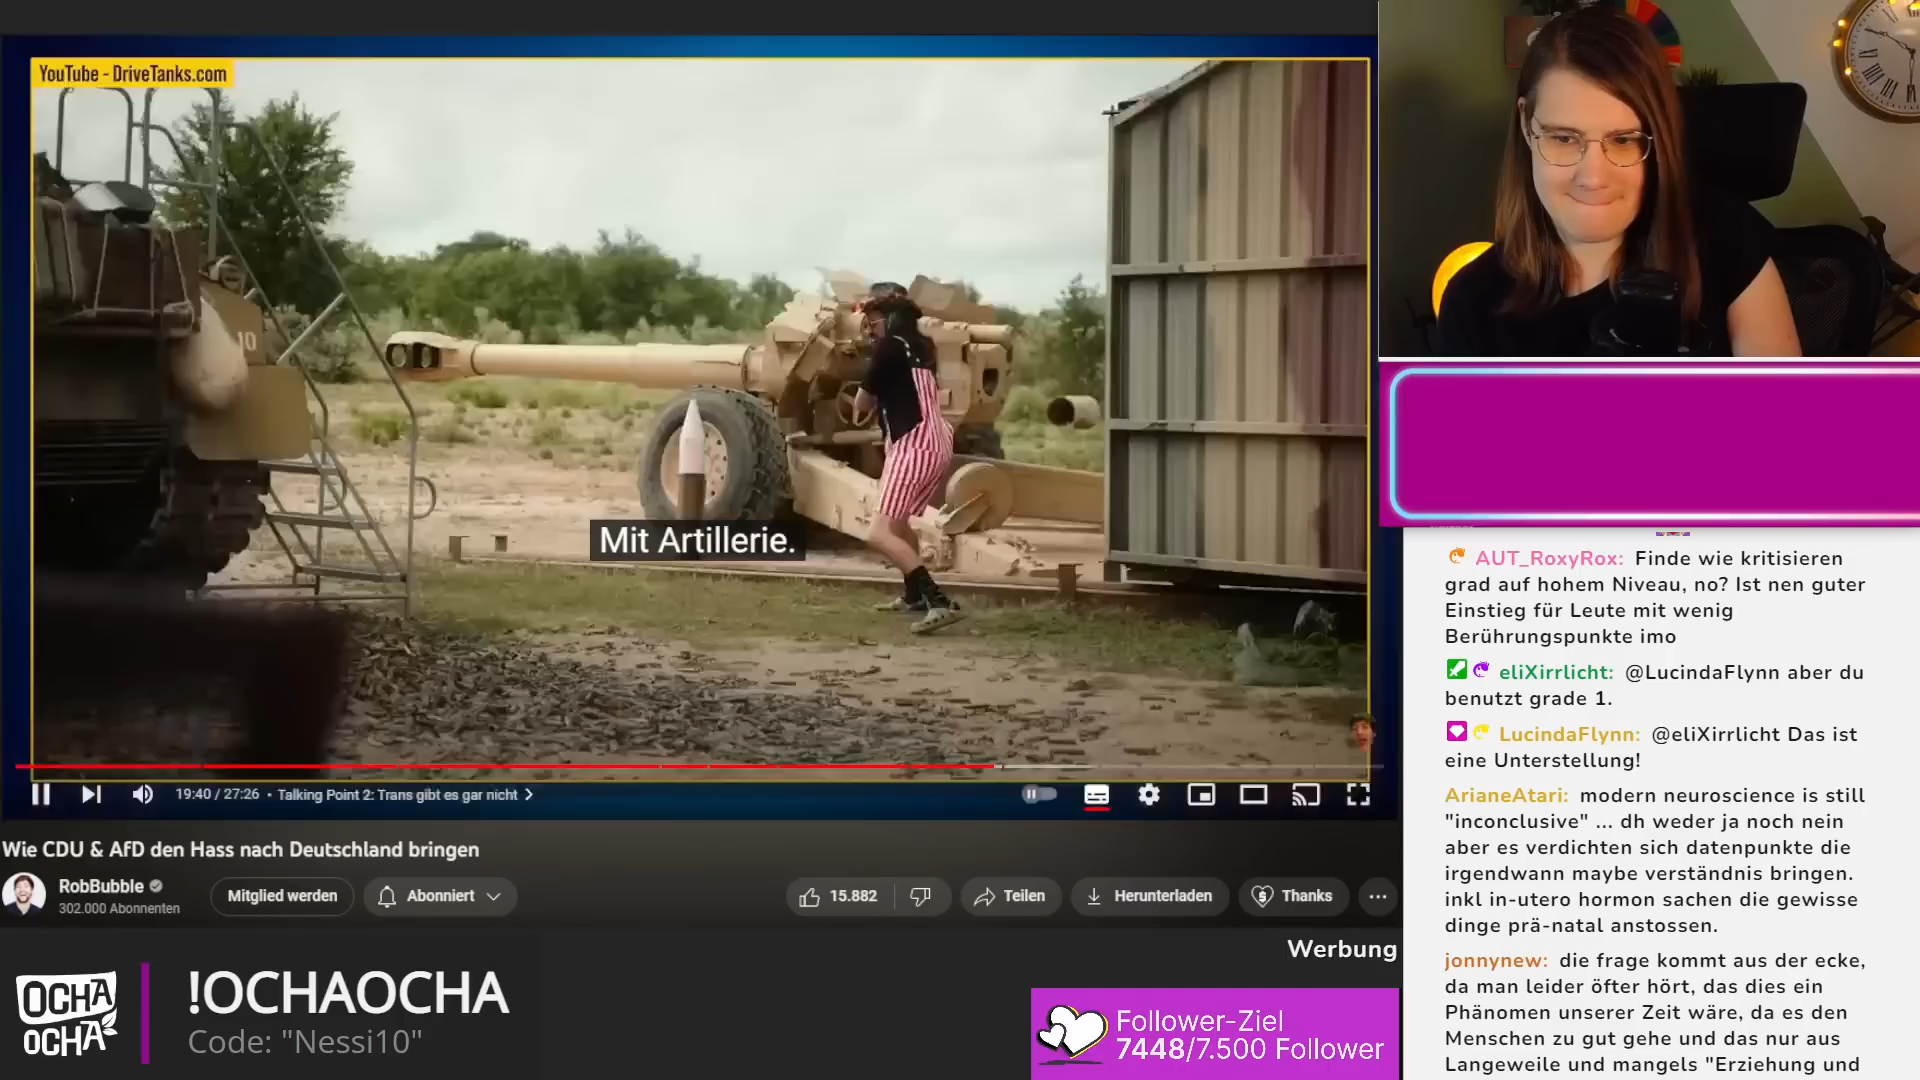 YouTube - DriveTanks.com
10
Mit Artillerie.
19:40 / 27:26 • Talking Point 2: Trans gibt es gar nicht
Wie CDU & AfD den Hass nach Deutschland bringen
RobBubble
302.000 Abonnenten
Mitglied werden
Abonniert
15.882
Teilen
Herunterladen
Thanks
Werbung
OCHA
OCHA
!OCHAOCHA
Code: "Nessi10"
Follower-Ziel
7448/7.500 Follower
AUT_RoxyRox: Finde wie kritisieren
grad auf hohem Niveau, no? Ist nen guter
Einstieg für Leute mit wenig
Berührungspunkte imo
eliXirrlicht: @LucindaFlynn aber du
benutzt grade 1.
LucindaFlynn: @eliXirrlicht Das ist
eine Unterstellung!
ArianeAtari: modern neuroscience is still
"inconclusive" ... dh weder ja noch nein
aber es verdichten sich datenpunkte die
irgendwann maybe verständnis bringen.
inkl in-utero hormon sachen die gewisse
dinge prä-natal anstossen.
jonnynew: die frage kommt aus der ecke,
da man leider öfter hört, das dies ein
Phänomen unserer Zeit wäre, da es den
Menschen zu gut gehe und das nur aus
Langeweile und mangels "Erziehung und